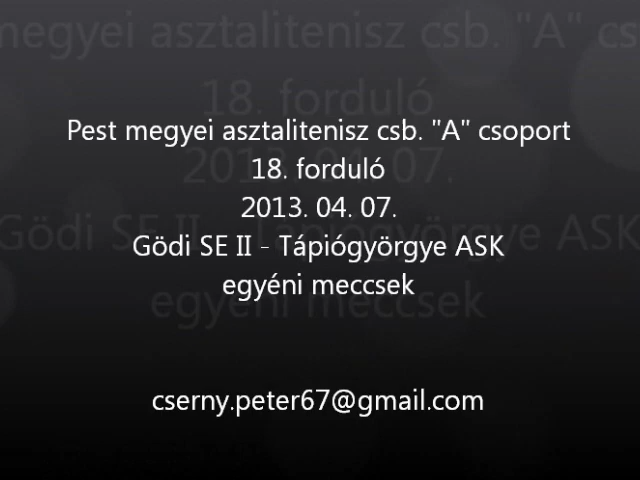 Pest megyei asztalitenisz csb. "A" csoport
18. forduló
2013. 04. 07.
Gödi SE II - Tápiógyörgye ASK
egyéni meccsek
cserny.peter67@gmail.com